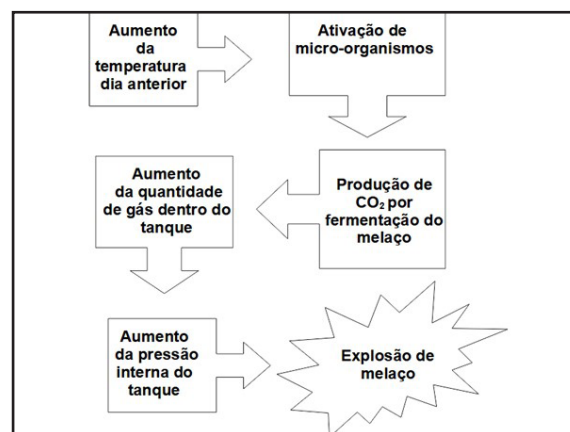 Aumento
da
temperatura
dia anterior
Ativação de
micro-organismos
Produção de
CO₂ por
fermentação do
melaço
Aumento
da quantidade
de gás dentro do
tanque
Aumento
da pressão
interna do
tanque
Explosão de
melaço